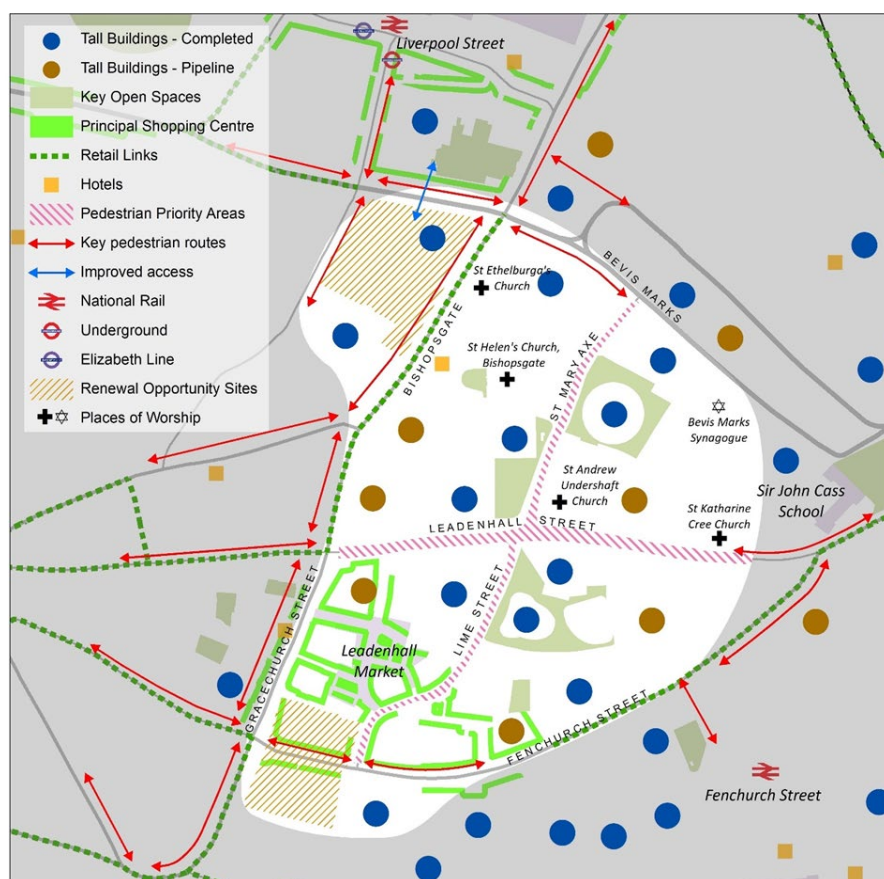 Tall Buildings - Completed
Tall Buildings - Pipeline
Key Open Spaces
Principal Shopping Centre
Retail Links
Hotels
Pedestrian Priority Areas
Key pedestrian routes
Improved access
National Rail
Underground
Elizabeth Line
Renewal Opportunity Sites
Places of Worship
Liverpool Street
BEVIS MARKS
St Ethelburga's
Church
BISHOPSGATE
St Helen's Church,
Bishopsgate
ST MARY AXE
Bevis Marks
Synagogue
St Andrew
Undershaft
Church
Sir John Cass
School
St Katharine
Cree Church
LEADENHALL STREET
GRACECHURCH STREET
Leadenhall
Market
LIME STREET
FENCHURCH STREET
Fenchurch Street